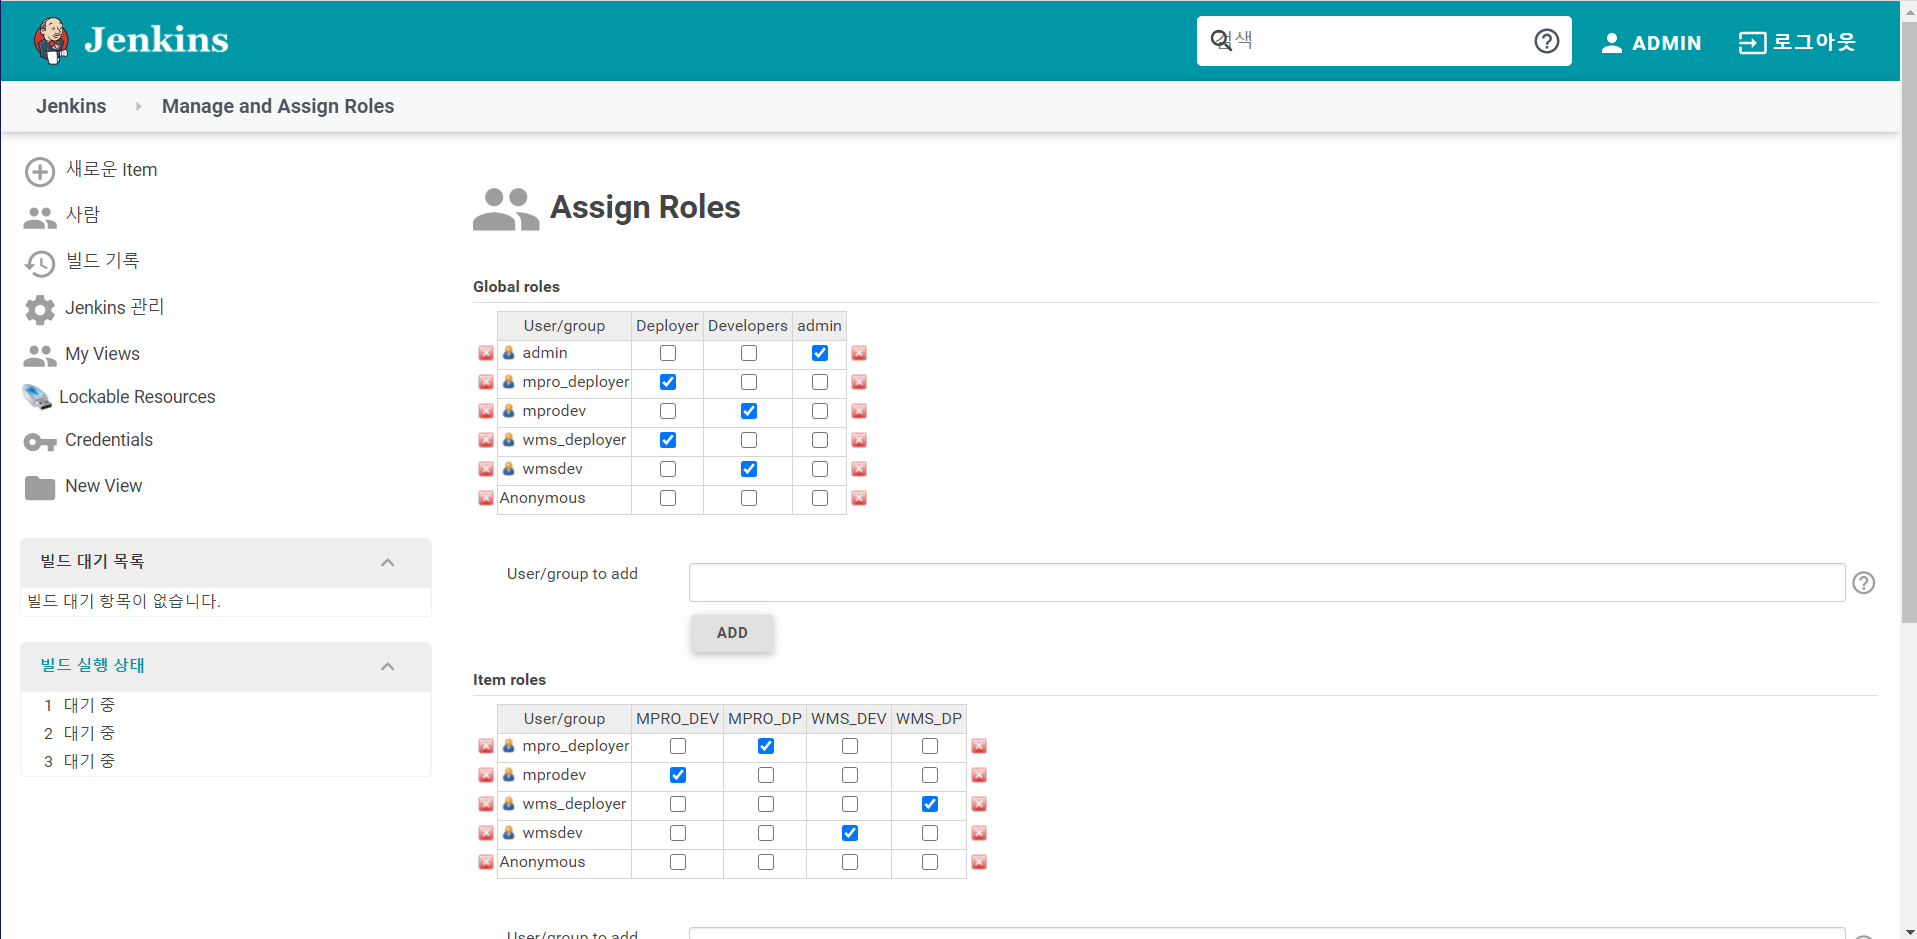 Jenkins
검색
ADMIN
로그아웃
Jenkins
Manage and Assign Roles
새로운 Item
사람
빌드 기록
Jenkins 관리
My Views
Lockable Resources
Credentials
New View
빌드 대기 목록
빌드 대기 항목이 없습니다.
빌드 실행 상태
1 대기 중
2 대기 중
3 대기 중
Assign Roles
Global roles
User/group Deployer Developers admin
admin
mpro_deployer
mprodev
wms_deployer
wmsdev
Anonymous
User/group to add
ADD
Item roles
User/group MPRO_DEV MPRO_DP WMS_DEV WMS_DP
mpro_deployer
mprodev
wms_deployer
wmsdev
Anonymous
User/group to add